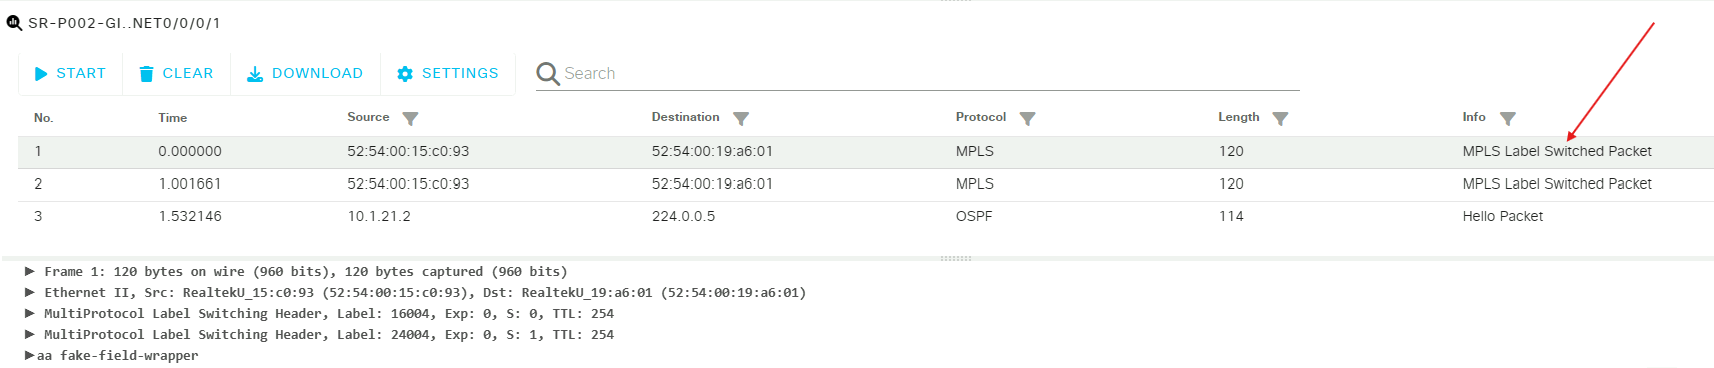 SR-P002-GI..NET0/0/0/1
START CLEAR DOWNLOAD SETTINGS Search
No. Time Source Destination Protocol Length Info
1 0.000000 52:54:00:15:c0:93 52:54:00:19:a6:01 MPLS 120 MPLS Label Switched Packet
2 1.001661 52:54:00:15:c0:93 52:54:00:19:a6:01 MPLS 120 MPLS Label Switched Packet
3 1.532146 10.1.21.2 224.0.0.5 OSPF 114 Hello Packet
Frame 1: 120 bytes on wire (960 bits), 120 bytes captured (960 bits)
Ethernet II, Src: RealtekU_15:c0:93 (52:54:00:15:c0:93), Dst: RealtekU_19:a6:01 (52:54:00:19:a6:01)
MultiProtocol Label Switching Header, Label: 16004, Exp: 0, S: 0, TTL: 254
MultiProtocol Label Switching Header, Label: 24004, Exp: 0, S: 1, TTL: 254
aa fake-field-wrapper